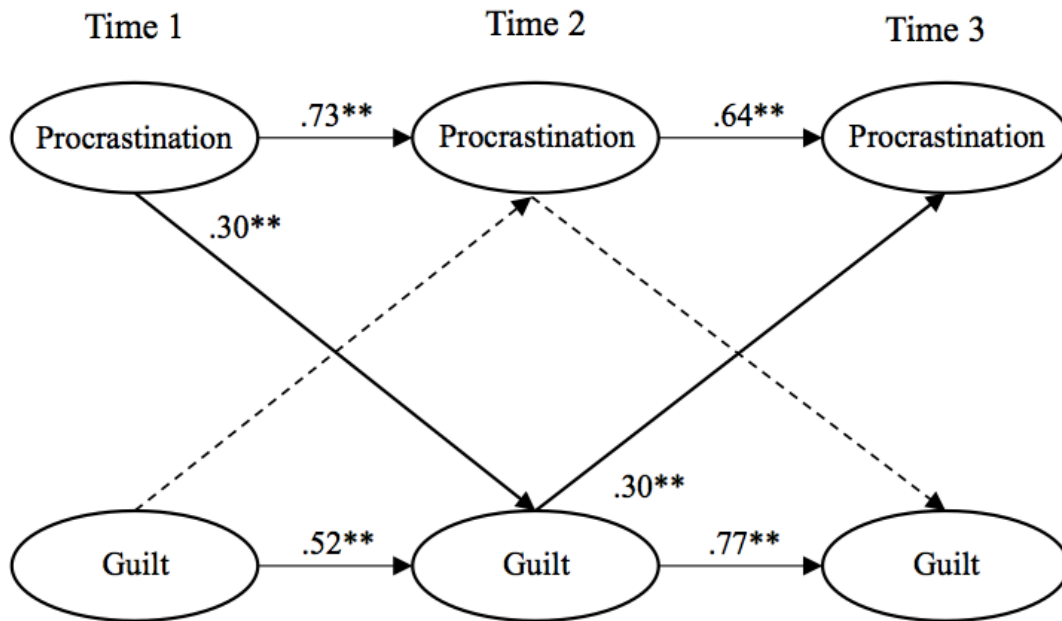 Time 1
Time 2
Time 3
Procrastination
.73**
Procrastination
.64**
Procrastination
.30**
.30**
Guilt
.52**
Guilt
.77**
Guilt